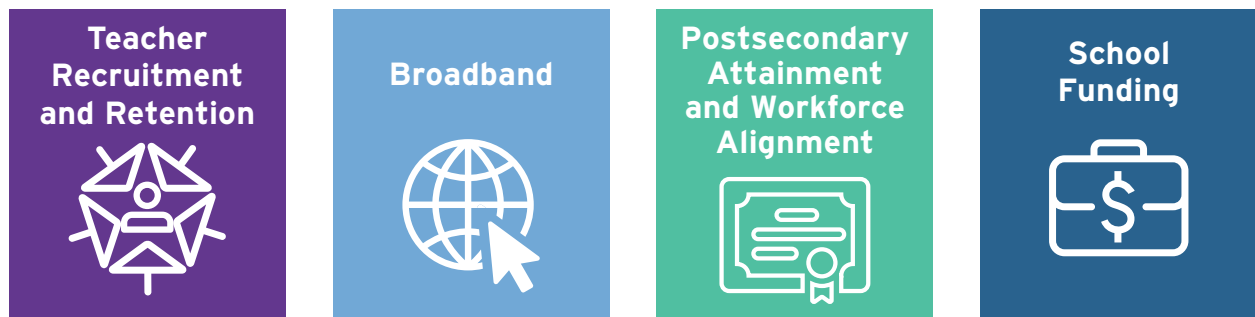 Teacher
Recruitment
and Retention
Broadband
Postsecondary
Attainment
and Workforce
Alignment
School
Funding
$